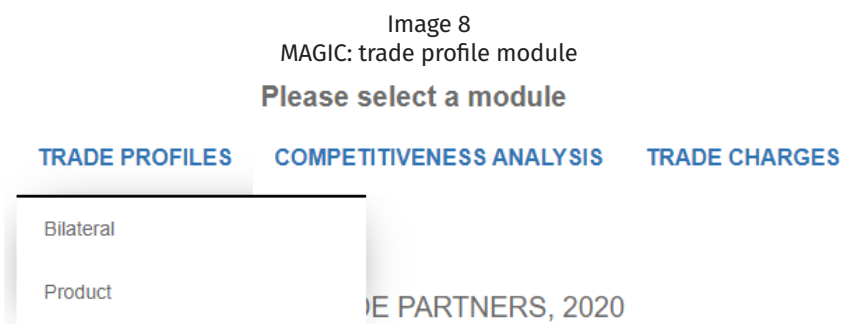 Image 8
MAGIC: trade profile module
Please select a module
TRADE PROFILES COMPETITIVENESS ANALYSIS TRADE CHARGES
Bilateral
Product
DE PARTNERS, 2020